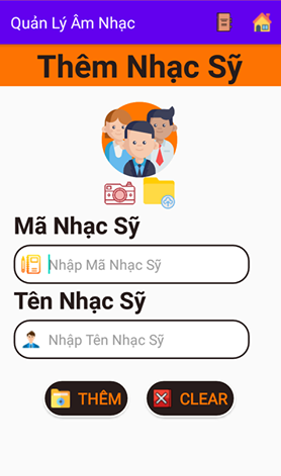 Quản Lý Âm Nhạc
Thêm Nhạc Sỹ
Mã Nhạc Sỹ
Nhập Mã Nhạc Sỹ
Tên Nhạc Sỹ
Nhập Tên Nhạc Sỹ
THÊM
CLEAR